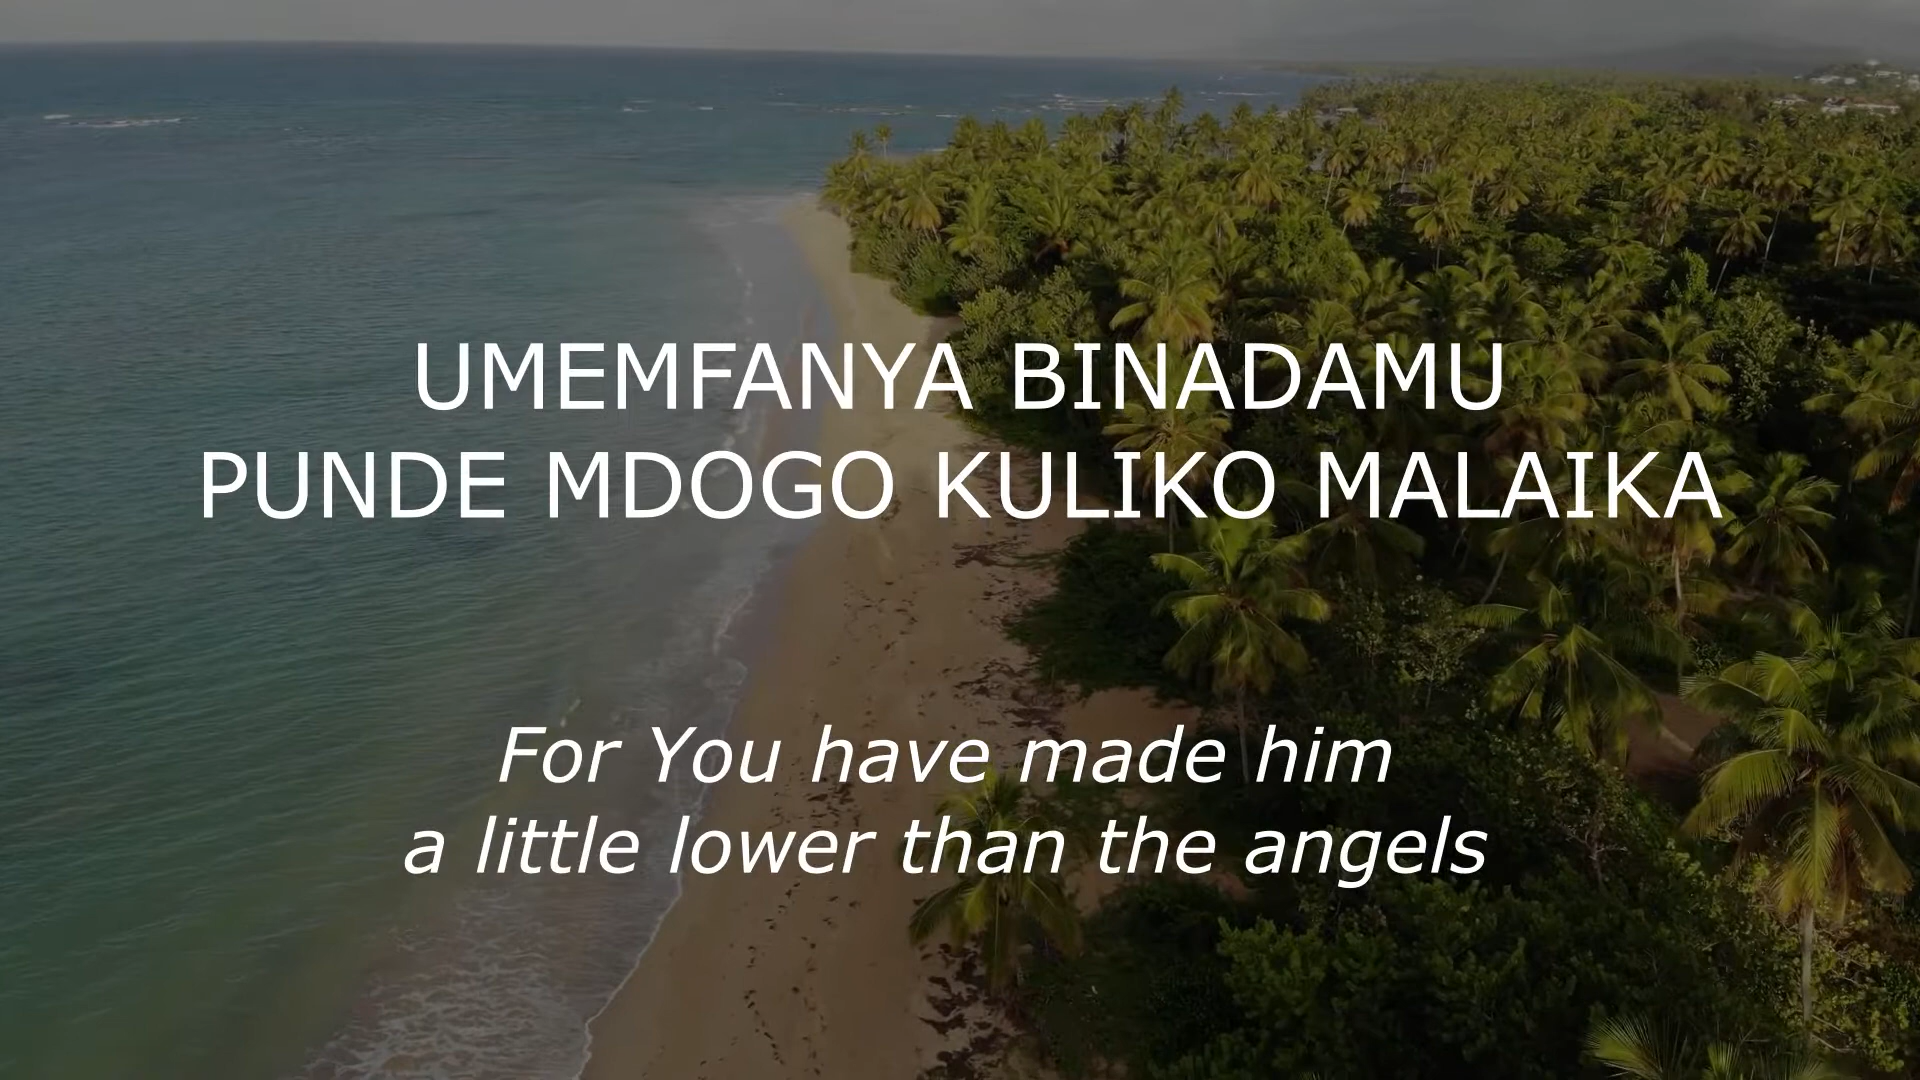 UMEMFANYA BINADAMU
PUNDE MDOGO KULIKO MALAIKA
For You have made him
a little lower than the angels